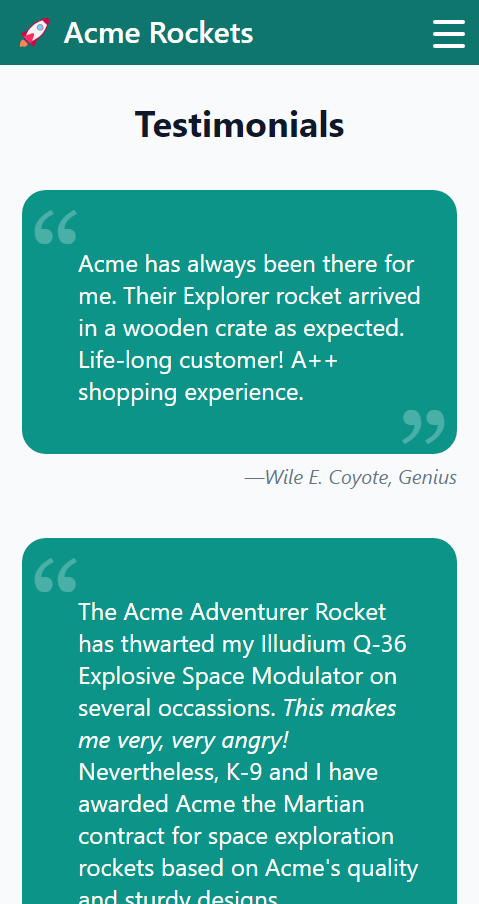 Acme Rockets
Testimonials
“
Acme has always been there for
me. Their Explorer rocket arrived
in a wooden crate as expected.
Life-long customer! A++
shopping experience.
”
—Wile E. Coyote, Genius
“
The Acme Adventurer Rocket
has thwarted my Illudium Q-36
Explosive Space Modulator on
several occassions. This makes
me very, very angry!
Nevertheless, K-9 and I have
awarded Acme the Martian
contract for space exploration
rockets based on Acme's quality
and sturdy designs.